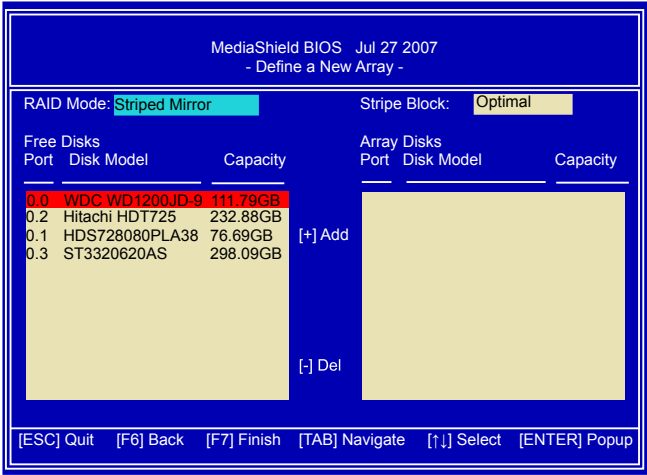 MediaShield BIOS Jul 27 2007
- Define a New Array -
RAID Mode: Striped Mirror Stripe Block: Optimal
Free Disks Array Disks
Port Disk Model Capacity Port Disk Model Capacity
0.0 WDC WD1200JD-9 111.79GB
0.2 Hitachi HDT725 232.88GB
0.1 HDS728080PLA38 76.69GB
[+] Add
0.3 ST3320620AS 298.09GB
[-] Del
[ESC] Quit [F6] Back [F7] Finish [TAB] Navigate [↑↓] Select [ENTER] Popup